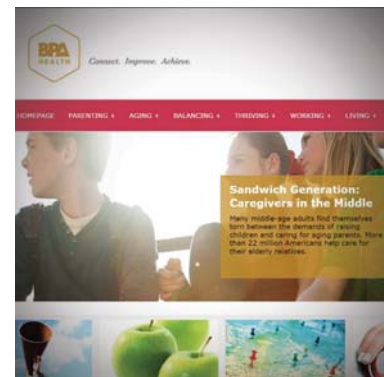 BPA
HEALTH
Connect. Improve. Achieve.
HOMEPAGE PARENTING + AGING + BALANCING + THRIVING + WORKING + LIVING +
Sandwich Generation:
Caregivers in the Middle
Many middle-age adults find themselves
torn between the demands of raising
children and caring for aging parents. More
than 22 million Americans help care for
their elderly relatives.